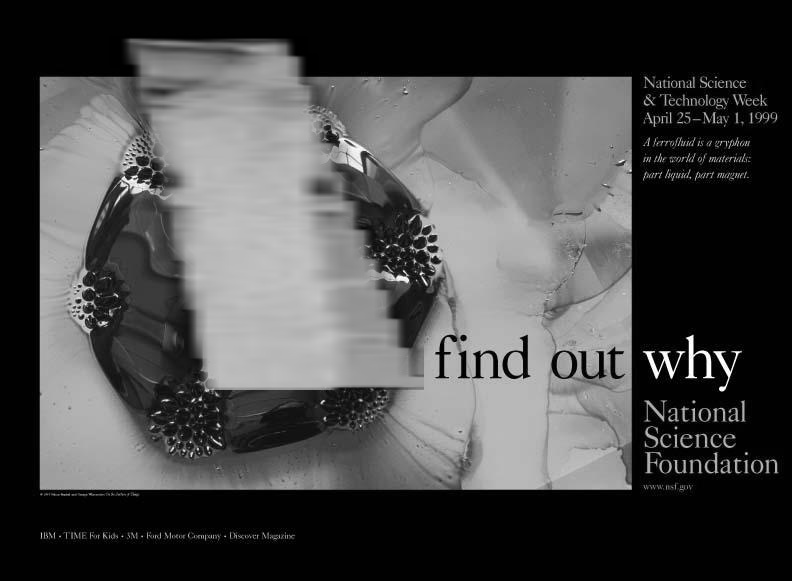 National Science
& Technology Week
April 25–May 1, 1999
A ferrofluid is a gryphon
in the world of materials:
part liquid, part magnet.
find out why
National
Science
Foundation
www.nsf.gov
IBM • TIME For Kids • 3M • Ford Motor Company • Discover Magazine